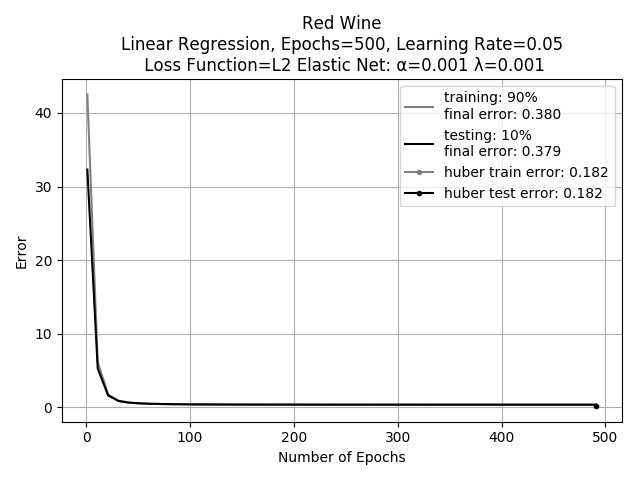 Red Wine
Linear Regression, Epochs=500, Learning Rate=0.05
Loss Function=L2 Elastic Net: α=0.001 λ=0.001
training: 90%
final error: 0.380
testing: 10%
final error: 0.379
huber train error: 0.182
huber test error: 0.182
40
30
20
10
0
Error
0 100 200 300 400 500
Number of Epochs